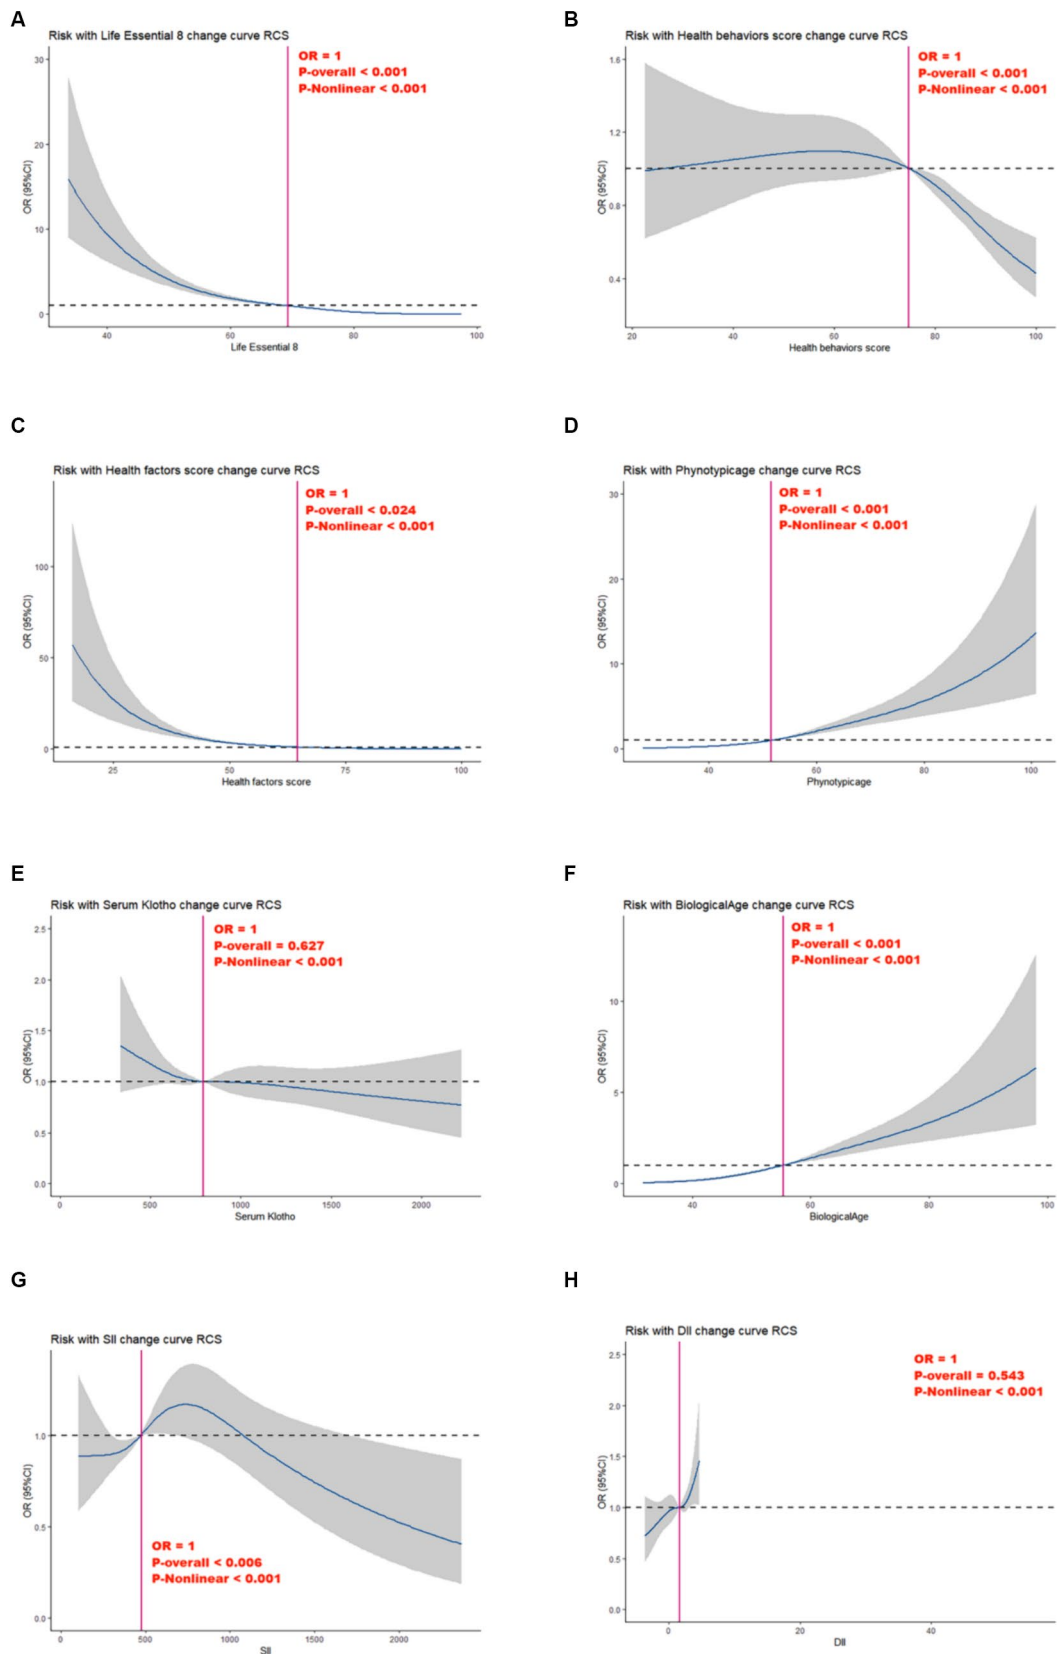 A
Risk with Life Essential 8 change curve RCS
OR = 1
P-overall < 0.001
P-Nonlinear < 0.001
OR (95%CI)
30
20
10
0
40
60
80
100
Life Essential 8
B
Risk with Health behaviors score change curve RCS
OR = 1
P-overall < 0.001
P-Nonlinear < 0.001
OR (95%CI)
1.6
1.2
0.8
0.4
20
40
60
80
100
Health behaviors score
C
Risk with Health factors score change curve RCS
OR = 1
P-overall < 0.024
P-Nonlinear < 0.001
OR (95%CI)
100
50
0
25
50
75
100
Health factors score
D
Risk with Phynotypicage change curve RCS
OR = 1
P-overall < 0.001
P-Nonlinear < 0.001
OR (95%CI)
30
20
10
0
40
60
80
100
Phynotypicage
E
Risk with Serum Klotho change curve RCS
OR = 1
P-overall = 0.627
P-Nonlinear < 0.001
OR (95%CI)
2.5
2.0
1.5
1.0
0.5
0.0
0
500
1000
1500
2000
Serum Klotho
F
Risk with BiologicalAge change curve RCS
OR = 1
P-overall < 0.001
P-Nonlinear < 0.001
OR (95%CI)
10
5
0
40
60
80
100
BiologicalAge
G
Risk with SII change curve RCS
OR (95%CI)
1.0
0.5
0.0
OR = 1
P-overall < 0.006
P-Nonlinear < 0.001
0
500
1000
1500
2000
SII
H
Risk with DII change curve RCS
OR = 1
P-overall = 0.543
P-Nonlinear < 0.001
OR (95%CI)
2.5
2.0
1.5
1.0
0.5
0.0
0
20
40
DII